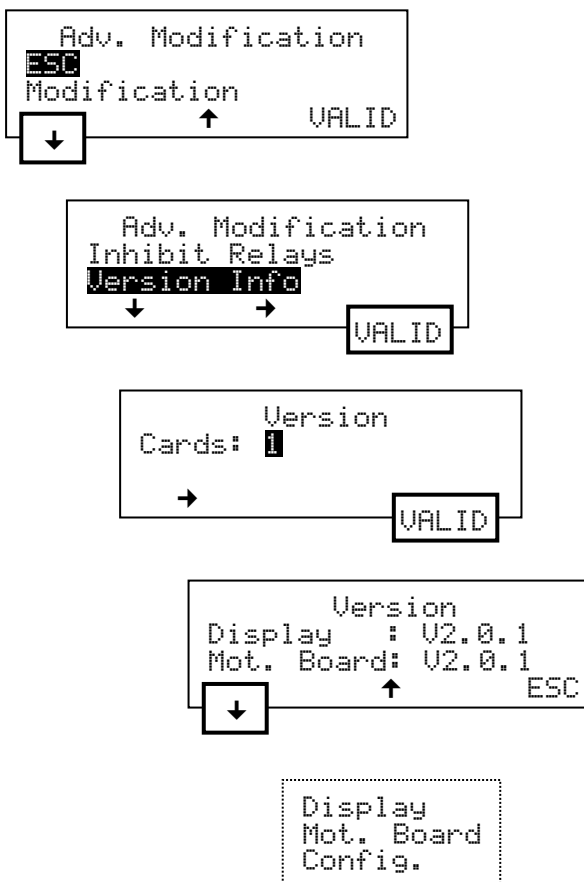 Adv. Modification
ESC
Modification
↓ ↑ VALID
Adv. Modification
Inhibit Relays
Version Info
↓ → VALID
Version
Cards: 1
→ VALID
Version
Display : V2.0.1
Mot. Board: V2.0.1
↓ ↑ ESC
Display
Mot. Board
Config.